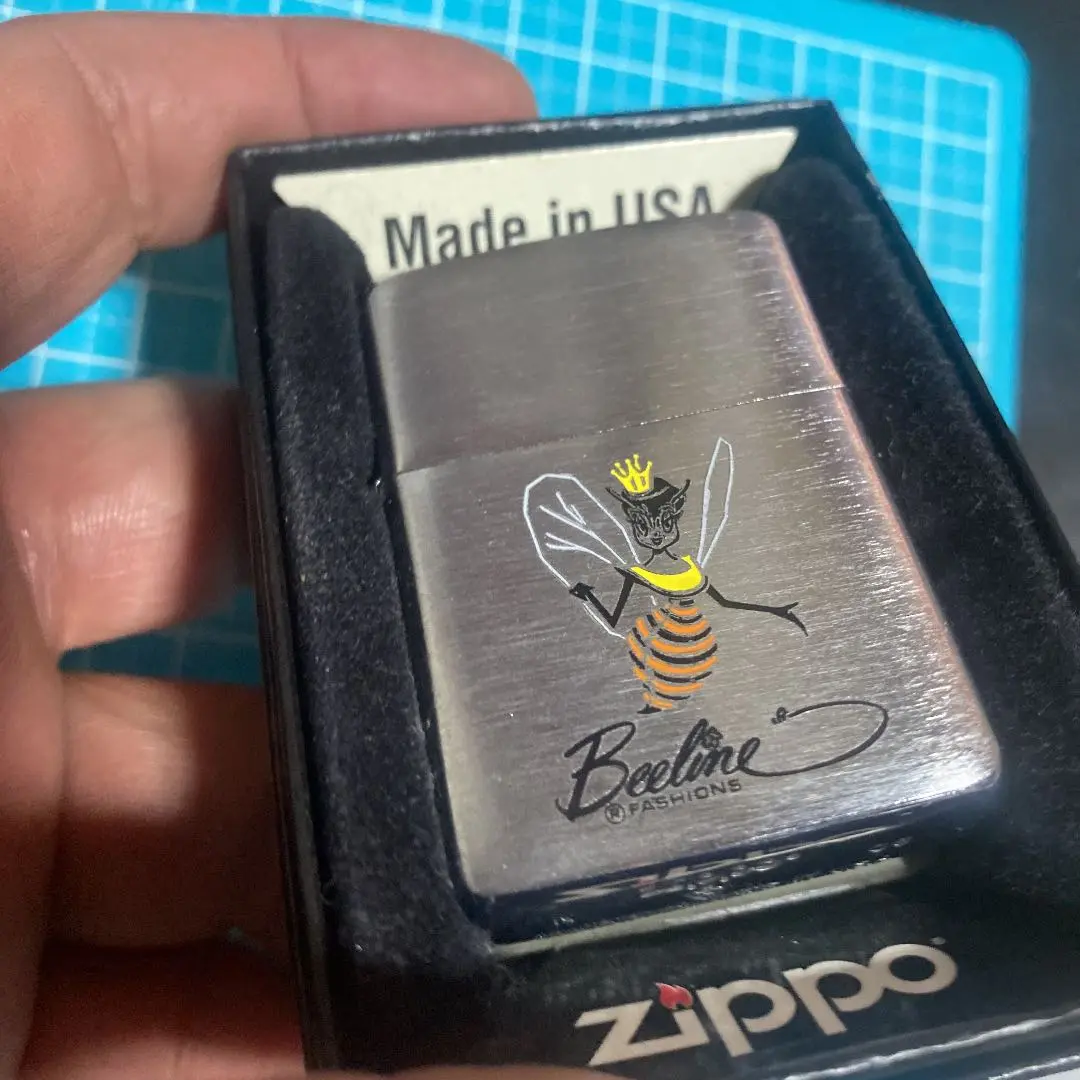 Made in USA
Beeline
® FASHIONS
zippo